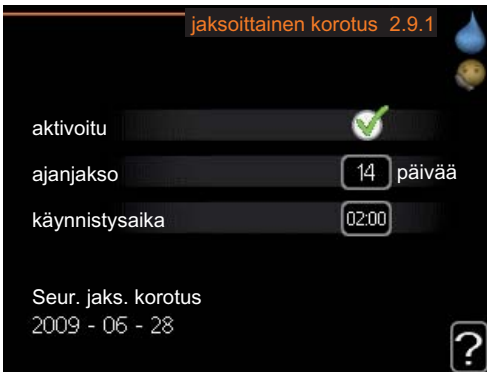 jaksoittainen korotus 2.9.1
aktivoitu
ajanjakso 14 päivää
käynnistysaika 02:00
Seur. jaks. korotus
2009 - 06 - 28
?